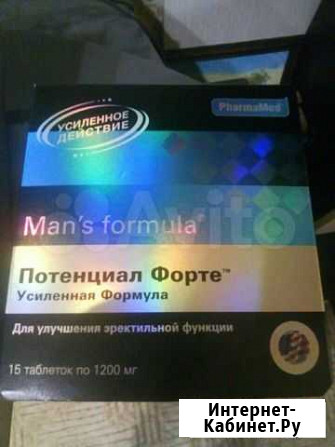 УСИЛЕННОЕ
ДЕЙСТВИЕ
PharmaMed
Man's formula
Avito
Потенциал Форте™
Усиленная Формула
Для улучшения эректильной функции
15 таблеток по 1200 мг
Интернет-
Кабинет.Ру